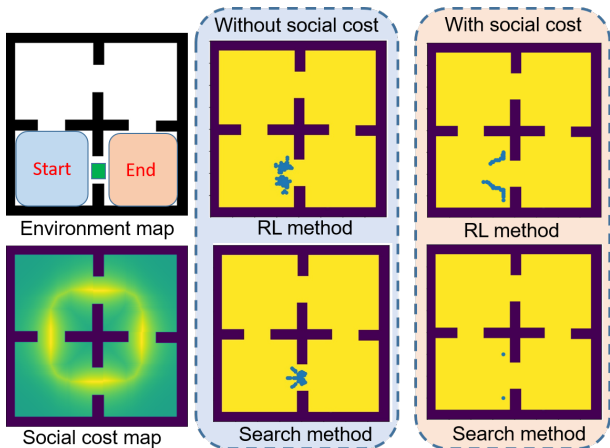 Without social cost
With social cost
Start
End
Environment map
RL method
RL method
Social cost map
Search method
Search method